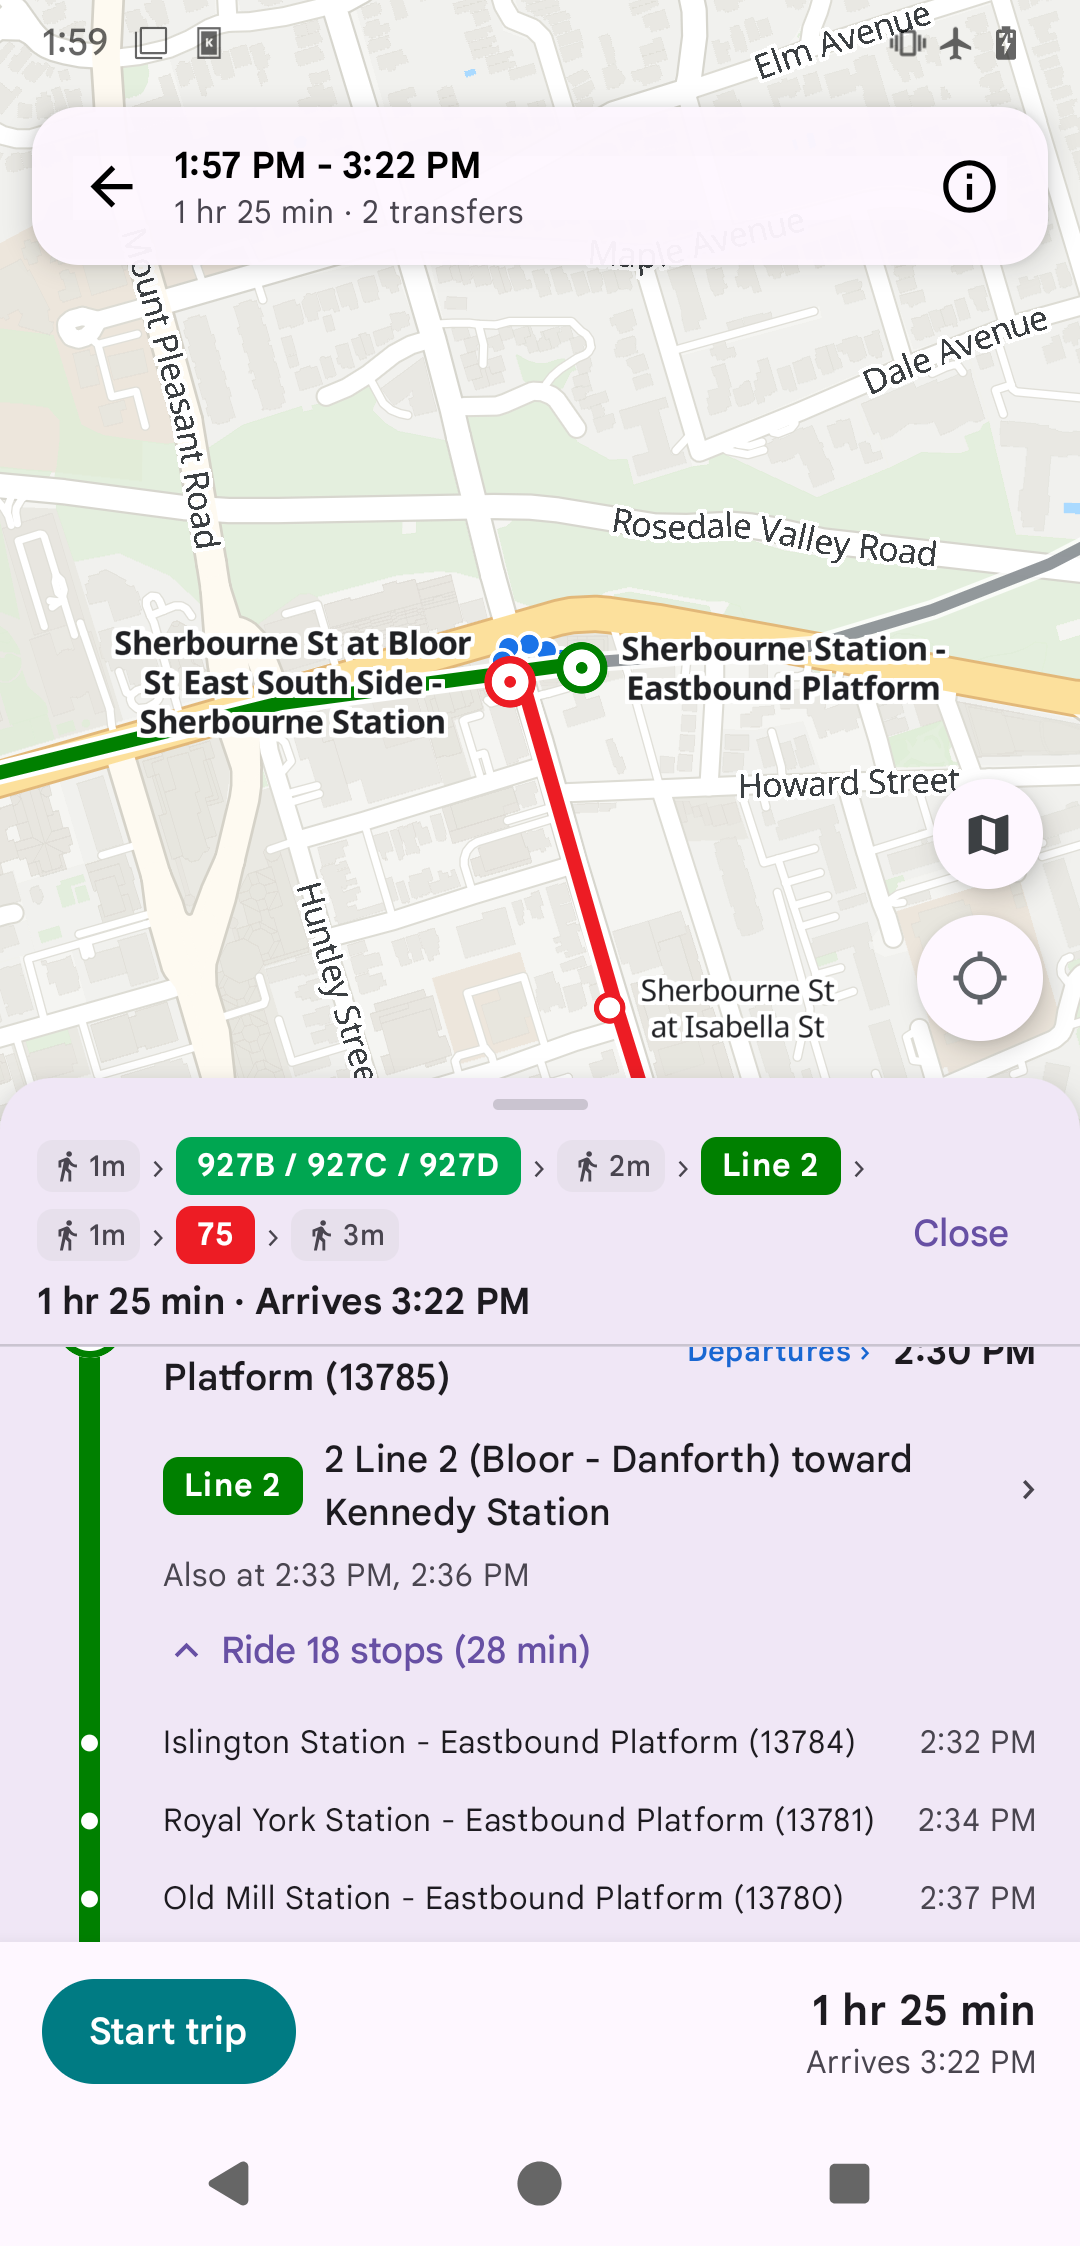 1:59
K
Elm Avenue
1:57 PM - 3:22 PM
1 hr 25 min · 2 transfers
Maple Avenue
Mount Pleasant Road
Dale Avenue
Rosedale Valley Road
Sherbourne St at Bloor
St East South Side -
Sherbourne Station
Sherbourne Station -
Eastbound Platform
Howard Street
Huntley Stree
Sherbourne St
at Isabella St
1m › 927B / 927C / 927D › 2m › Line 2 ›
1m › 75 › 3m
Close
1 hr 25 min · Arrives 3:22 PM
Departures › 2:30 PM
Platform (13785)
Line 2
2 Line 2 (Bloor - Danforth) toward
Kennedy Station
Also at 2:33 PM, 2:36 PM
Ride 18 stops (28 min)
Islington Station - Eastbound Platform (13784) 2:32 PM
Royal York Station - Eastbound Platform (13781) 2:34 PM
Old Mill Station - Eastbound Platform (13780) 2:37 PM
Start trip
1 hr 25 min
Arrives 3:22 PM